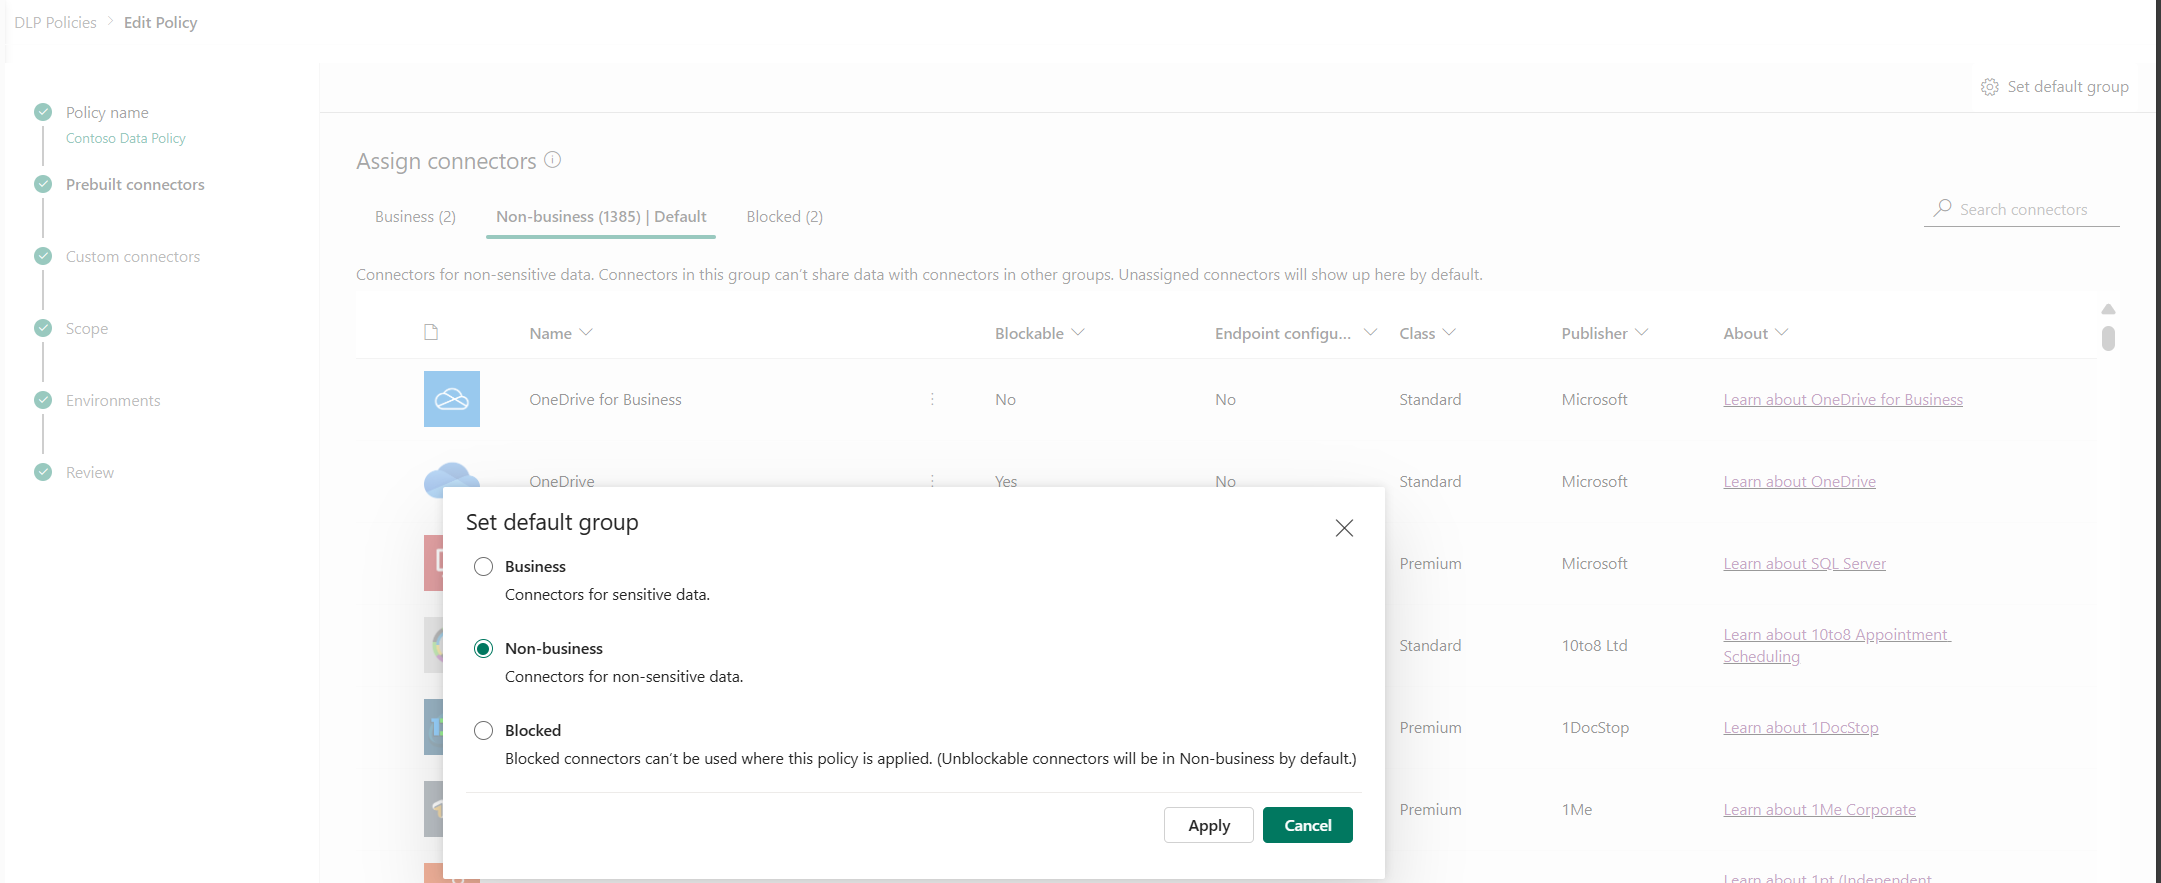 DLP Policies > Edit Policy
Set default group
Policy name
Contoso Data Policy
Prebuilt connectors
Custom connectors
Scope
Environments
Review
Assign connectors
Business (2)
Non-business (1385) | Default
Blocked (2)
Search connectors
Connectors for non-sensitive data. Connectors in this group can't share data with connectors in other groups. Unassigned connectors will show up here by default.
Name
Blockable
Endpoint configu...
Class
Publisher
About
OneDrive for Business
No
No
Standard
Microsoft
Learn about OneDrive for Business
OneDrive
Yes
No
Standard
Microsoft
Learn about OneDrive
Premium
Microsoft
Learn about SQL Server
Standard
10to8 Ltd
Learn about 10to8 Appointment
Scheduling
Premium
1DocStop
Learn about 1DocStop
Premium
1Me
Learn about 1Me Corporate
Learn about 1pt (Independent
Set default group
Business
Connectors for sensitive data.
Non-business
Connectors for non-sensitive data.
Blocked
Blocked connectors can't be used where this policy is applied. (Unblockable connectors will be in Non-business by default.)
Apply
Cancel